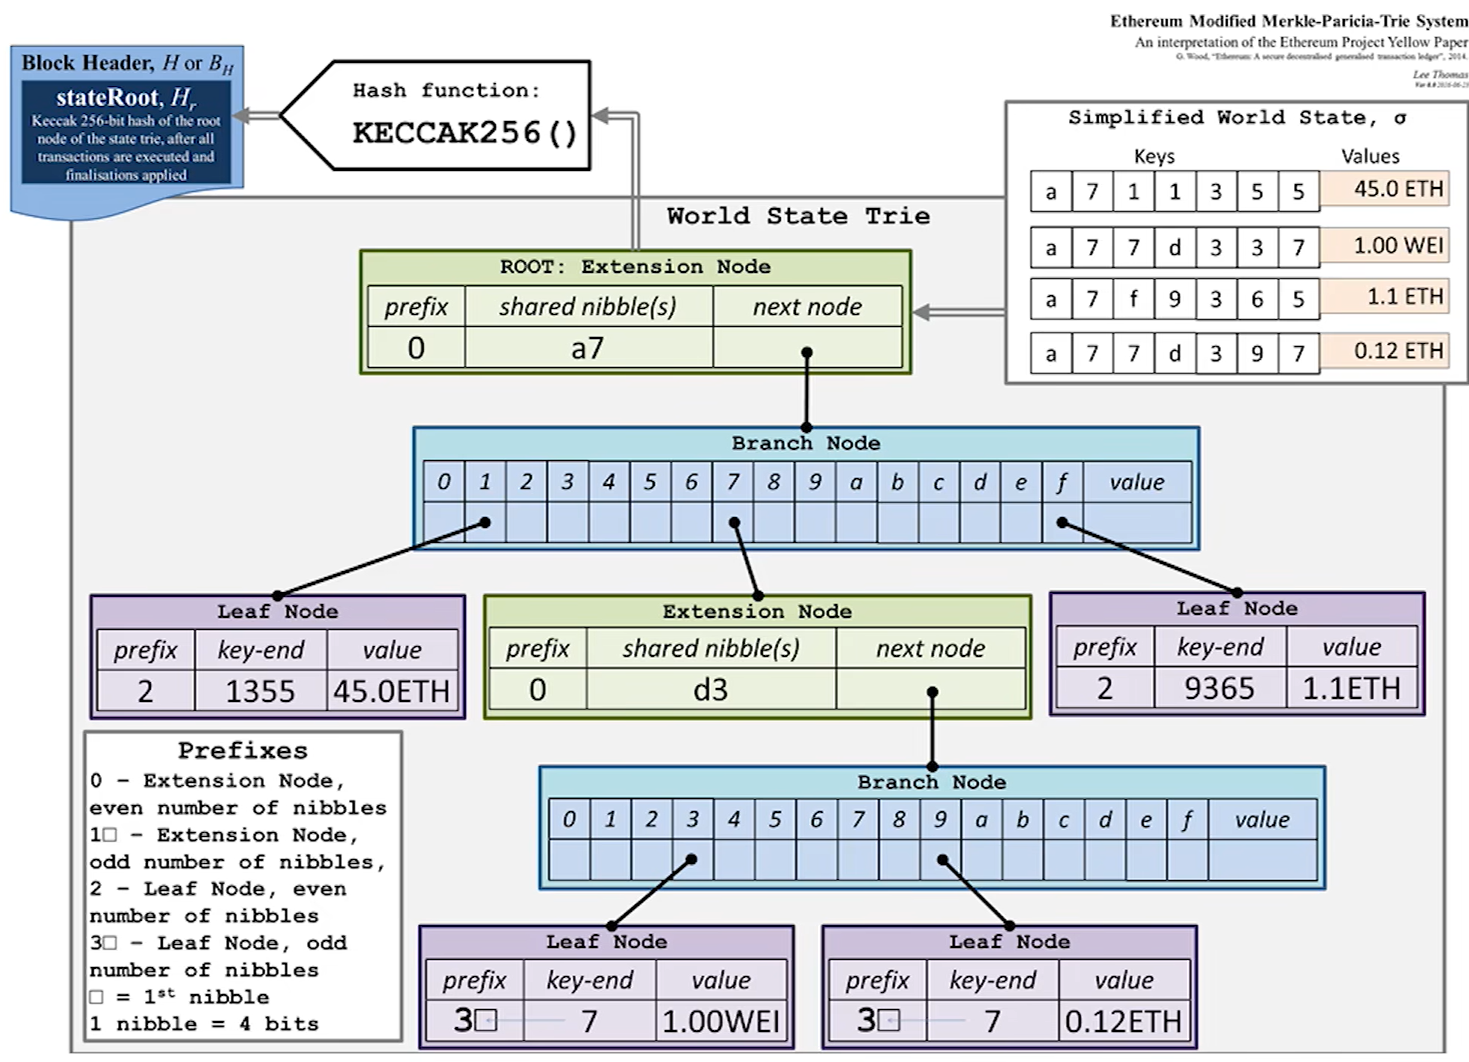 Ethereum Modified Merkle-Paricia-Trie System
An interpretation of the Ethereum Project Yellow Paper
G. Wood, "Ethereum: A secure decentralised generalised transaction ledger", 2014.
Lee Thomas
Block Header, H or B_H
stateRoot, H_r
Keccak 256-bit hash of the root
node of the state trie, after all
transactions are executed and
finalisations applied
Hash function:
KECCAK256()
Simplified World State, σ
Keys Values
a 7 1 1 3 5 5 45.0 ETH
a 7 7 d 3 3 7 1.00 WEI
a 7 f 9 3 6 5 1.1 ETH
a 7 7 d 3 9 7 0.12 ETH
World State Trie
ROOT: Extension Node
prefix shared nibble(s) next node
0 a7
Branch Node
0 1 2 3 4 5 6 7 8 9 a b c d e f value
Leaf Node
prefix key-end value
2 1355 45.0ETH
Extension Node
prefix shared nibble(s) next node
0 d3
Leaf Node
prefix key-end value
2 9365 1.1ETH
Prefixes
0 - Extension Node,
even number of nibbles
1□ - Extension Node,
odd number of nibbles,
2 - Leaf Node, even
number of nibbles
3□ - Leaf Node, odd
number of nibbles
□ = 1st nibble
1 nibble = 4 bits
Branch Node
0 1 2 3 4 5 6 7 8 9 a b c d e f value
Leaf Node
prefix key-end value
3□ 7 1.00WEI
Leaf Node
prefix key-end value
3□ 7 0.12ETH